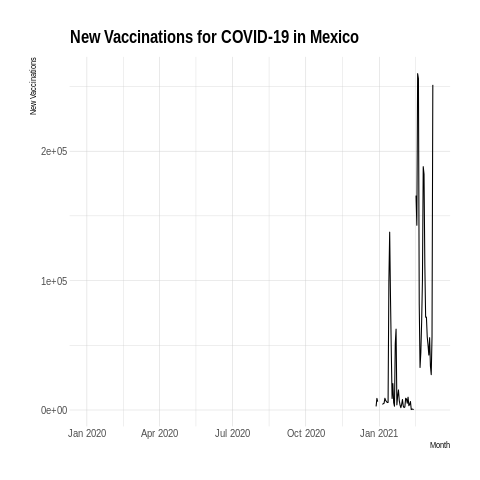 New Vaccinations for COVID-19 in Mexico
New Vaccinations
2e+05
1e+05
0e+00
Jan 2020 Apr 2020 Jul 2020 Oct 2020 Jan 2021
Month